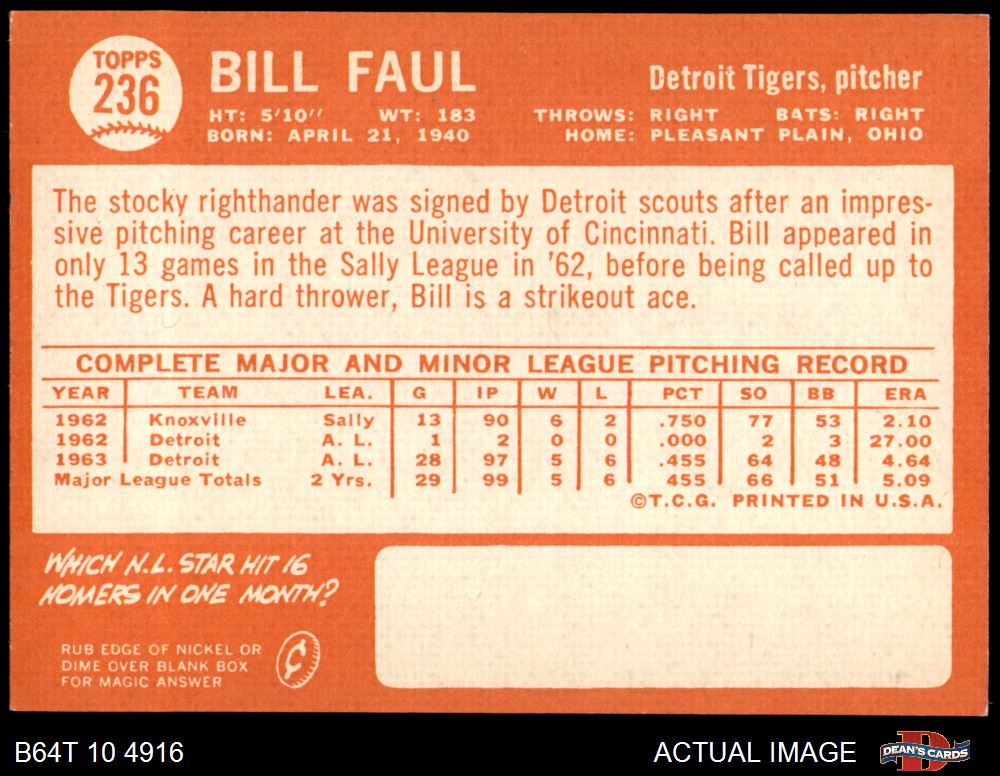 TOPPS
236
BILL FAUL
Detroit Tigers, pitcher
HT: 5'10'' WT: 183 THROWS: RIGHT BATS: RIGHT
BORN: APRIL 21, 1940 HOME: PLEASANT PLAIN, OHIO
The stocky righthander was signed by Detroit scouts after an impres-
sive pitching career at the University of Cincinnati. Bill appeared in
only 13 games in the Sally League in '62, before being called up to
the Tigers. A hard thrower, Bill is a strikeout ace.
COMPLETE MAJOR AND MINOR LEAGUE PITCHING RECORD
YEAR TEAM LEA. G IP W L PCT SO BB ERA
1962 Knoxville Sally 13 90 6 2 .750 77 53 2.10
1962 Detroit A. L. 1 2 0 0 .000 2 3 27.00
1963 Detroit A. L. 28 97 5 6 .455 64 48 4.64
Major League Totals 2 Yrs. 29 99 5 6 455 66 51 5.09
©T.C.G. PRINTED IN U.S.A.
WHICH N.L. STAR HIT 16
HOMERS IN ONE MONTH?
RUB EDGE OF NICKEL OR
DIME OVER BLANK BOX
FOR MAGIC ANSWER
¢
B64T 10 4916
ACTUAL IMAGE
D
DEAN'S CARDS